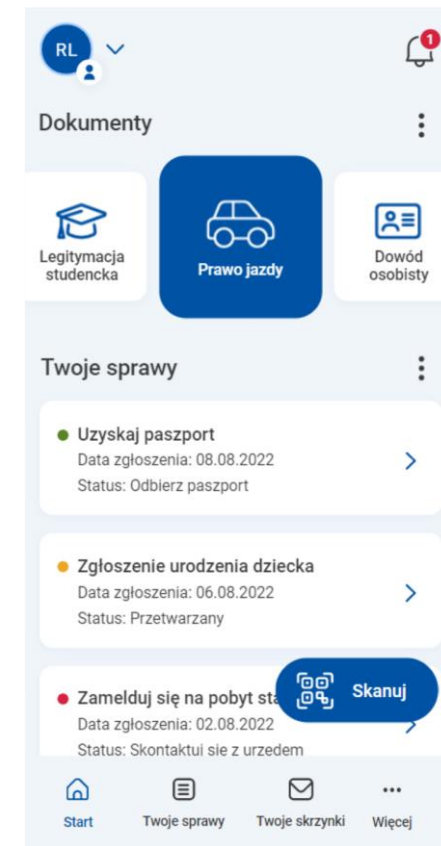 RL
1
Dokumenty
Legitymacja
studencka
Prawo jazdy
Dowód
osobisty
Twoje sprawy
Uzyskaj paszport
Data zgłoszenia: 08.08.2022
Status: Odbierz paszport
Zgłoszenie urodzenia dziecka
Data zgłoszenia: 06.08.2022
Status: Przetwarzany
Zamelduj się na pobyt sta
Skanuj
Data zgłoszenia: 02.08.2022
Status: Skontaktuj sie z urzedem
Start
Twoje sprawy
Twoje skrzynki
Więcej